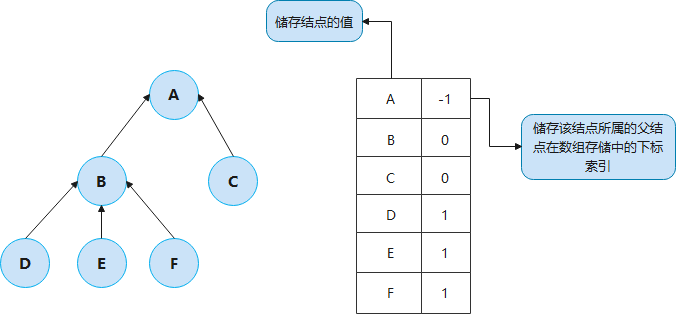 储存结点的值
A
B
C
D
E
F
A -1
B 0
C 0
D 1
E 1
F 1
储存该结点所属的父结
点在数组存储中的下标
索引